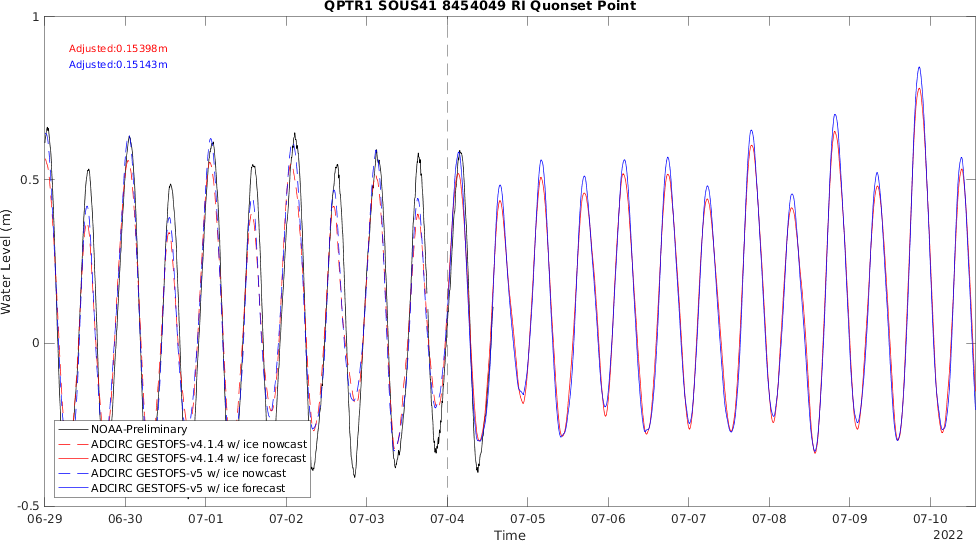 QPTR1 SOUS41 8454049 RI Quonset Point
Adjusted:0.15398m
Adjusted:0.15143m
1
0.5
0
-0.5
Water Level (m)
NOAA-Preliminary
ADCIRC GESTOFS-v4.1.4 w/ ice nowcast
ADCIRC GESTOFS-v4.1.4 w/ ice forecast
ADCIRC GESTOFS-v5 w/ ice nowcast
ADCIRC GESTOFS-v5 w/ ice forecast
06-29 06-30 07-01 07-02 07-03 07-04 07-05 07-06 07-07 07-08 07-09 07-10
Time
2022